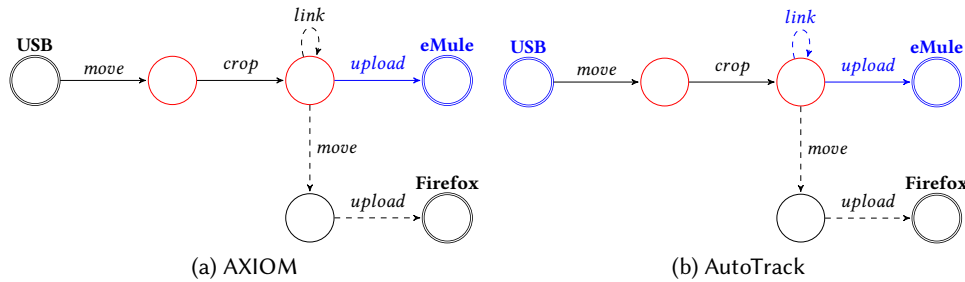 link
USB
eMule
move
crop
upload
move
Firefox
upload
(a) AXIOM
link
USB
eMule
move
crop
upload
move
Firefox
upload
(b) AutoTrack